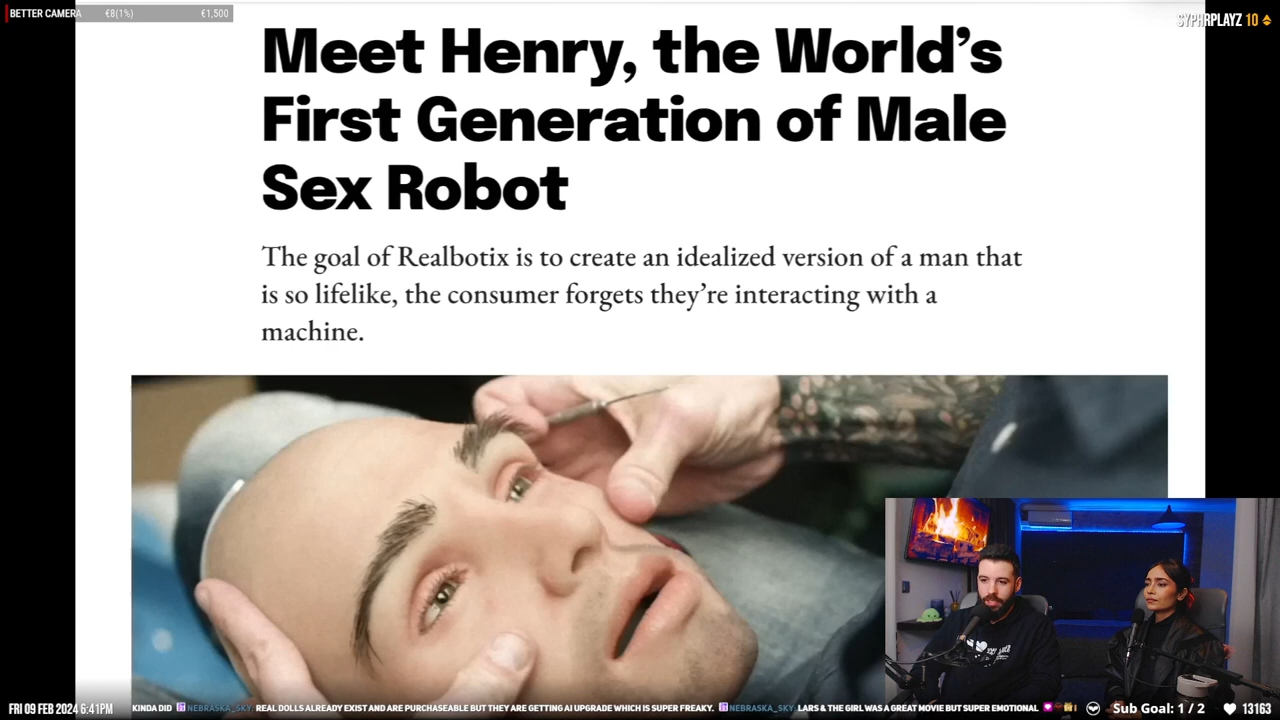 BETTER CAMERA €8(1%) €1,500
SYPHRPLAYZ 10
Meet Henry, the World’s
First Generation of Male
Sex Robot
The goal of Realbotix is to create an idealized version of a man that
is so lifelike, the consumer forgets they’re interacting with a
machine.
FRI 09 FEB 2024 6:41PM KINDA DID NEBRASKA_SKY: REAL DOLLS ALREADY EXIST AND ARE PURCHASEABLE BUT THEY ARE GETTING AI UPGRADE WHICH IS SUPER FREAKY. NEBRASKA_SKY: LARS & THE GIRL WAS A GREAT MOVIE BUT SUPER EMOTIONAL Sub Goal: 1 / 2 13163